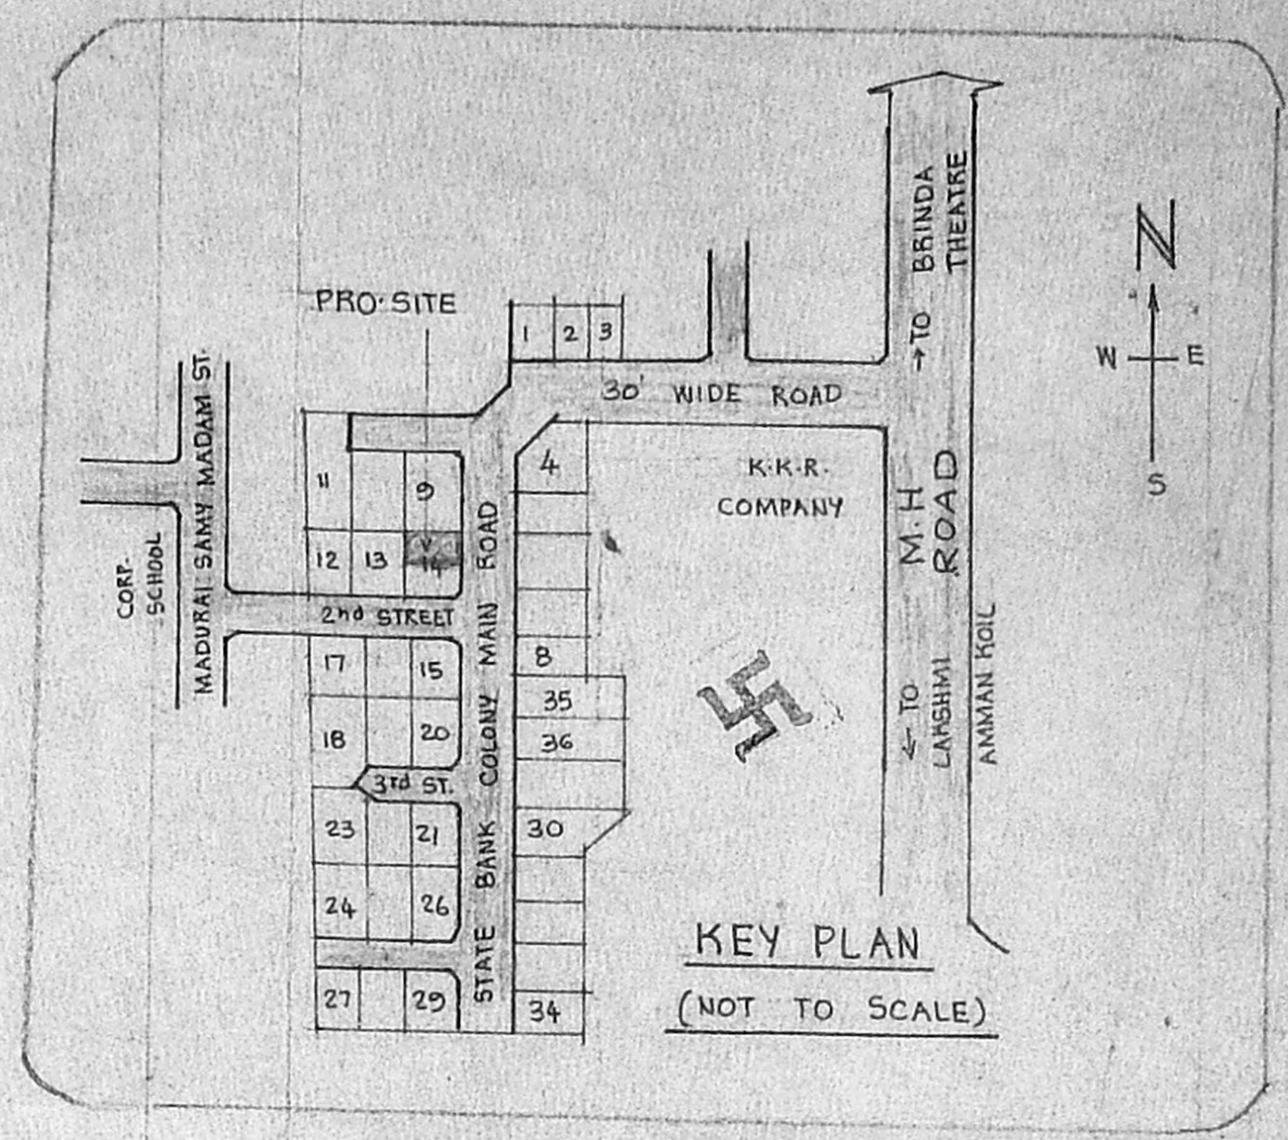 PRO. SITE
1 2 3
30' WIDE ROAD
→ TO BRINDA
THEATRE
N
W E
S
MADURAI SAMY MADAM ST.
CORP.
SCHOOL
11
9
12 13 14
4
K.K.R.
COMPANY
M.H
ROAD
2nd STREET
STATE BANK COLONY MAIN ROAD
17 15
18 20
8
35
36
← TO
LAKSHMI
AMMAN KOIL
3rd ST.
23 21
24 26
30
27 29
34
KEY PLAN
(NOT TO SCALE)